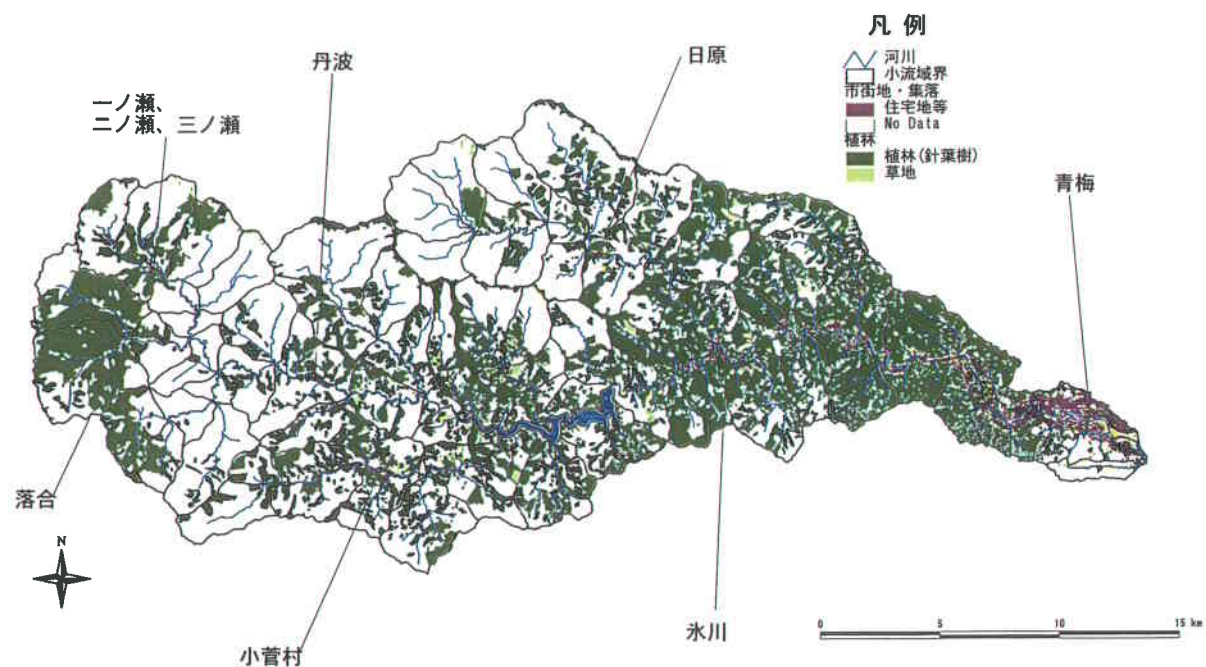 凡 例
河川
小流域界
市街地・集落
住宅地等
No Data
植林
植林(針葉樹)
草地
日原
丹波
一ノ瀬、
二ノ瀬、三ノ瀬
青梅
落合
N
小菅村
氷川
0 5 10 15 km